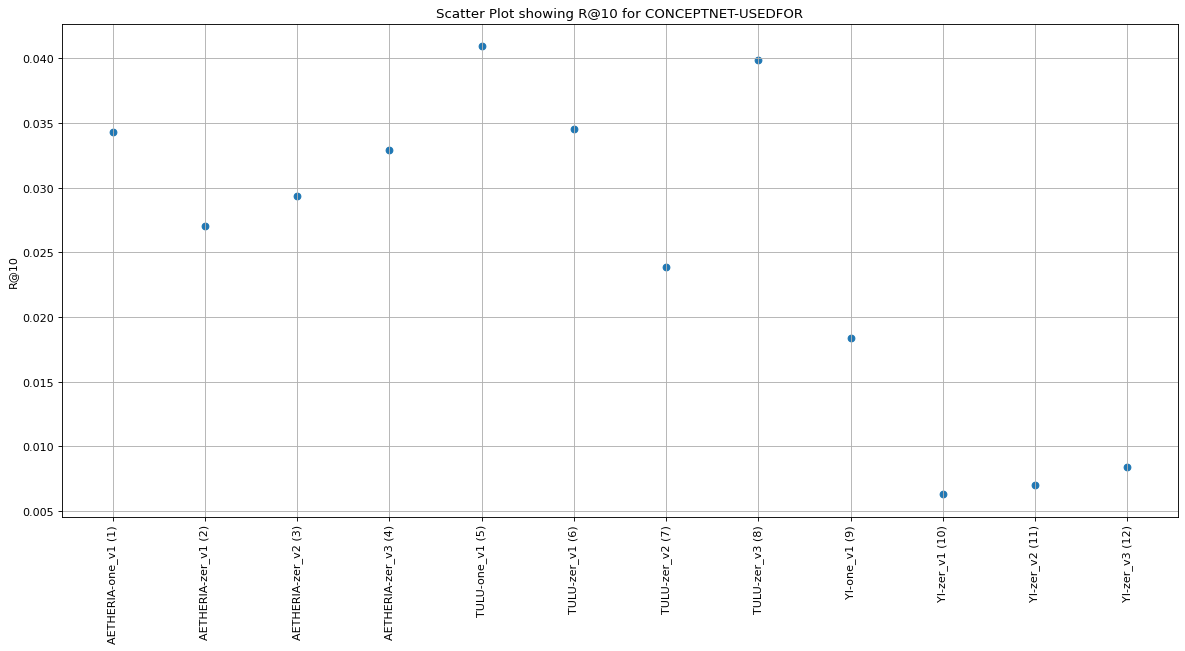 Scatter Plot showing R@10 for CONCEPTNET-USEDFOR
R@10
0.040
0.035
0.030
0.025
0.020
0.015
0.010
0.005
AETHERIA-one_v1 (1)
AETHERIA-zer_v1 (2)
AETHERIA-zer_v2 (3)
AETHERIA-zer_v3 (4)
TULU-one_v1 (5)
TULU-zer_v1 (6)
TULU-zer_v2 (7)
TULU-zer_v3 (8)
YI-one_v1 (9)
YI-zer_v1 (10)
YI-zer_v2 (11)
YI-zer_v3 (12)